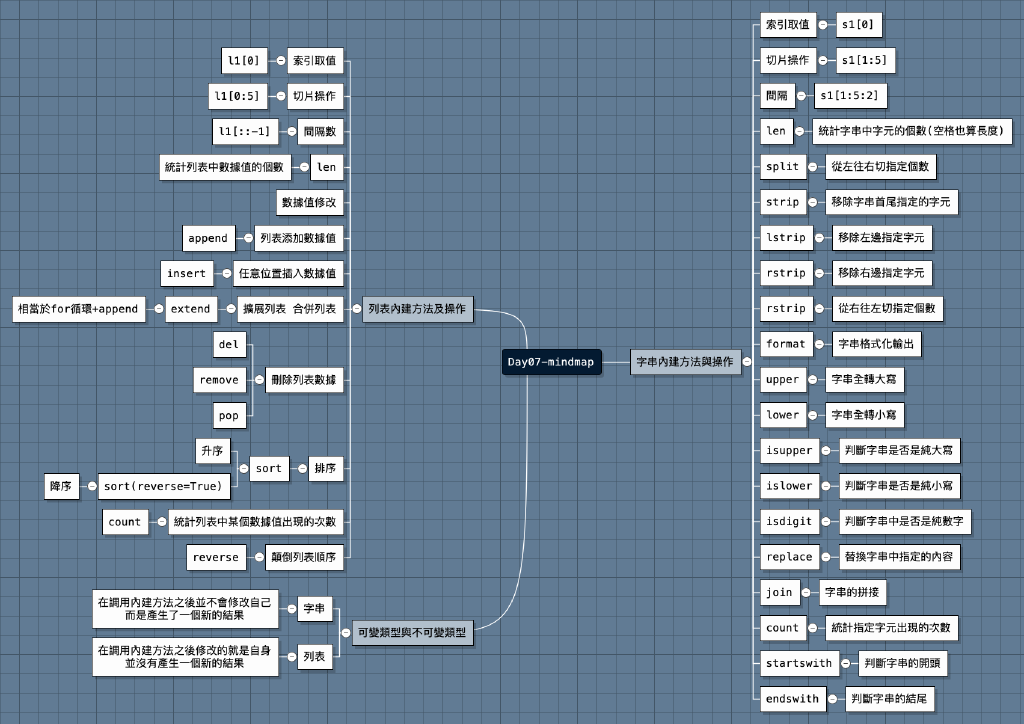 Day07-mindmap
字串內建方法與操作
索引取值
s1[0]
切片操作
s1[1:5]
間隔
s1[1:5:2]
len
統計字串中字元的個數(空格也算長度)
split
從左往右切指定個數
strip
移除字串首尾指定的字元
lstrip
移除左邊指定字元
rstrip
移除右邊指定字元
rstrip
從右往左切指定個數
format
字串格式化輸出
upper
字串全轉大寫
lower
字串全轉小寫
isupper
判斷字串是否是純大寫
islower
判斷字串是否是純小寫
isdigit
判斷字串中是否是純數字
replace
替換字串中指定的內容
join
字串的拼接
count
統計指定字元出現的次數
startswith
判斷字串的開頭
endswith
判斷字串的結尾
列表內建方法及操作
索引取值
l1[0]
切片操作
l1[0:5]
間隔數
l1[::-1]
len
統計列表中數據值的個數
數據值修改
列表添加數據值
append
任意位置插入數據值
insert
擴展列表 合併列表
extend
相當於for循環+append
刪除列表數據
del
remove
pop
排序
sort
升序
sort(reverse=True)
降序
統計列表中某個數據值出現的次數
count
顛倒列表順序
reverse
可變類型與不可變類型
字串
在調用內建方法之後並不會修改自己
而是產生了一個新的結果
列表
在調用內建方法之後修改的就是自身
並沒有產生一個新的結果